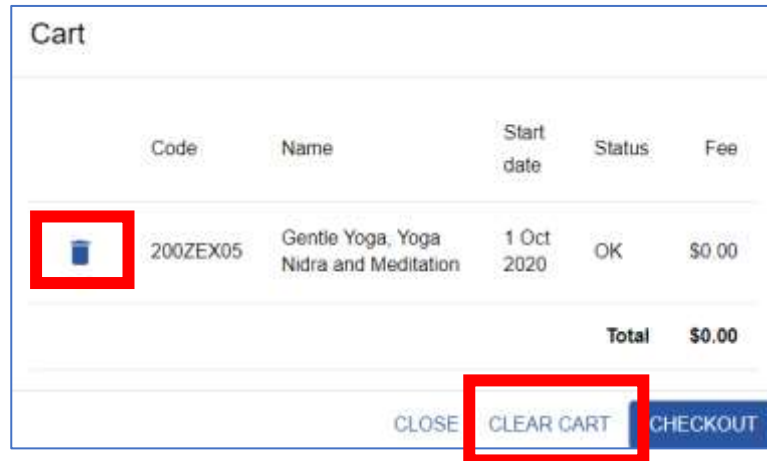 Cart
Code Name Start date Status Fee
200ZEX05 Gentle Yoga, Yoga Nidra and Meditation 1 Oct 2020 OK $0.00
Total $0.00
CLOSE CLEAR CART CHECKOUT